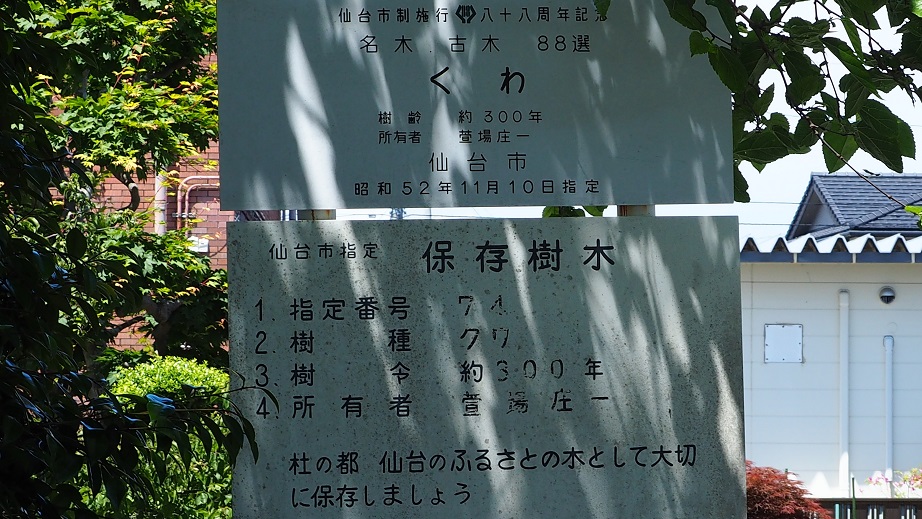 仙台市制施行 八十八周年記念
名木 古木 88選
くわ
樹齢 約300年
所有者 萱場庄一
仙台市
昭和52年11月10日指定
仙台市指定 保存樹木
1. 指定番号
2. 樹種 クワ
3. 樹令 約300年
4. 所有者 萱場庄一
杜の都 仙台のふるさとの木として大切
に保存しましょう